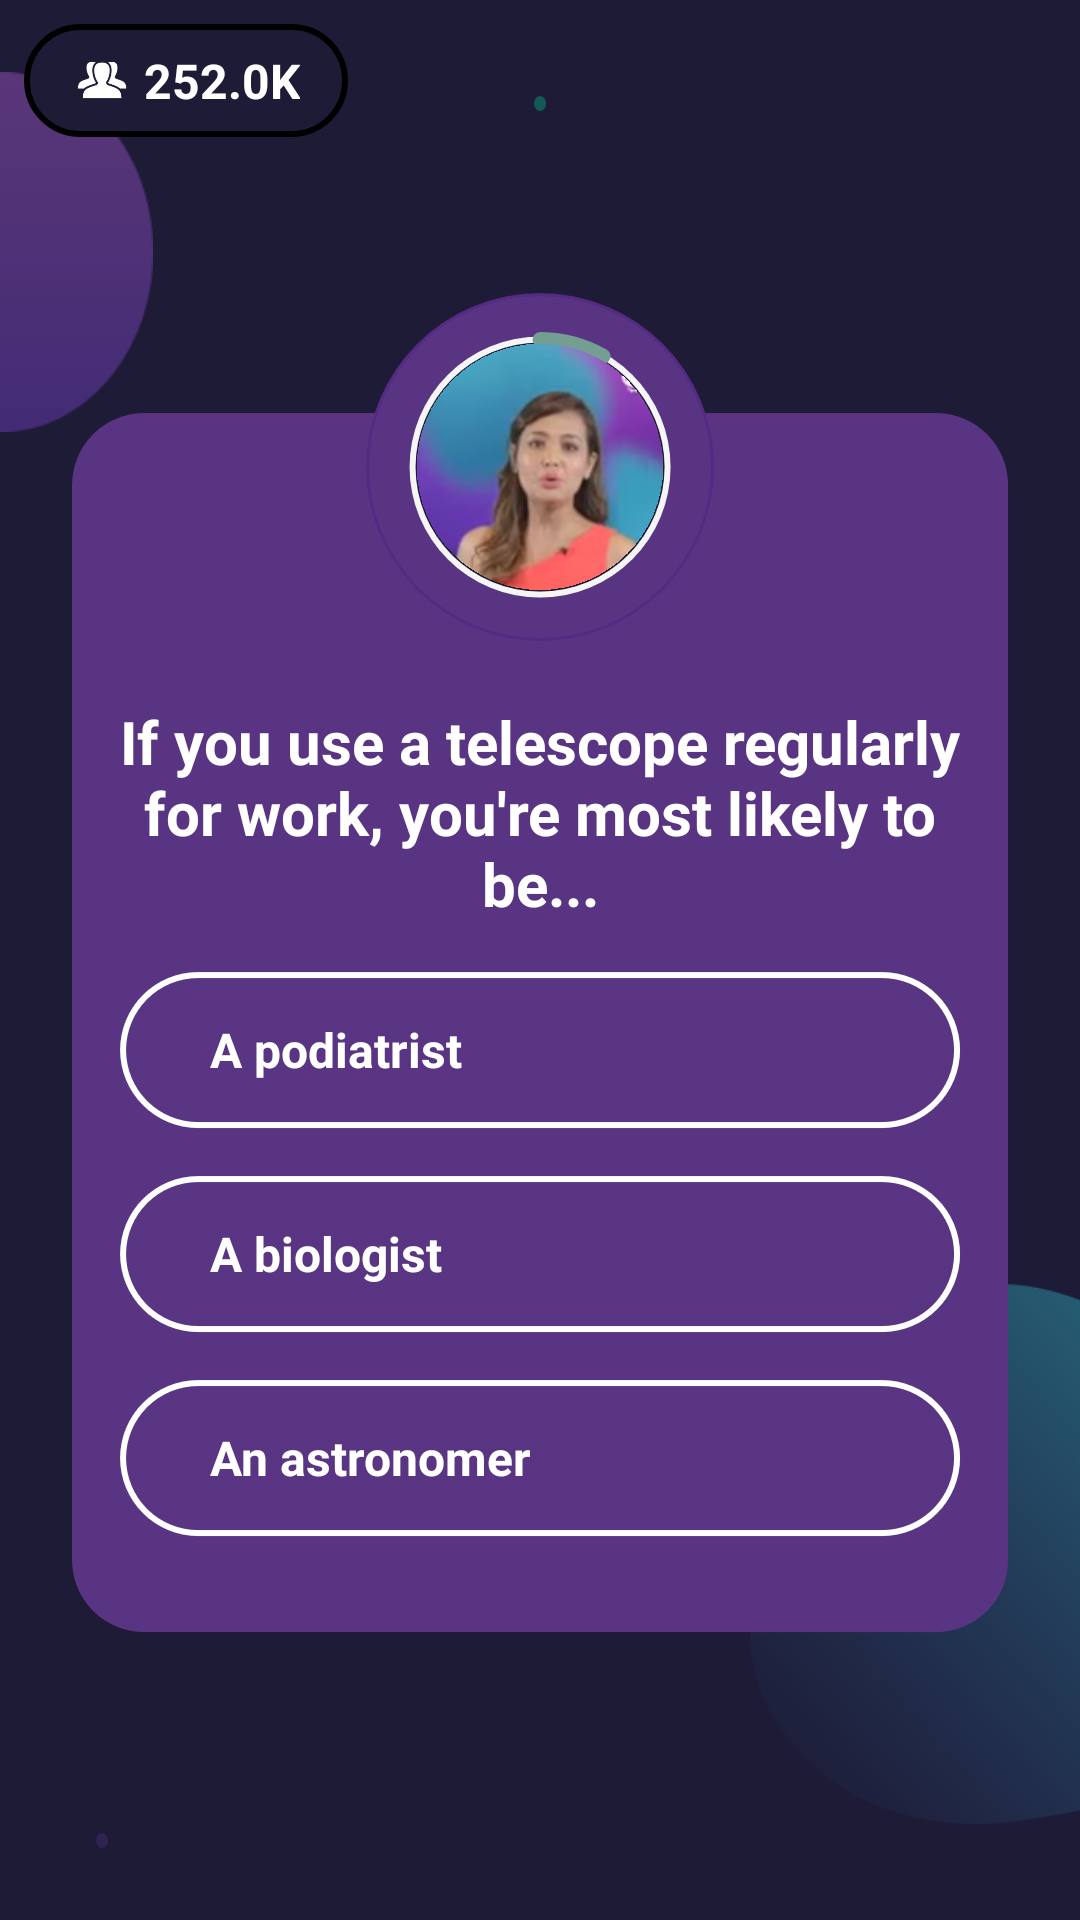 252.0K
If you use a telescope regularly
for work, you're most likely to
be...
A podiatrist
A biologist
An astronomer